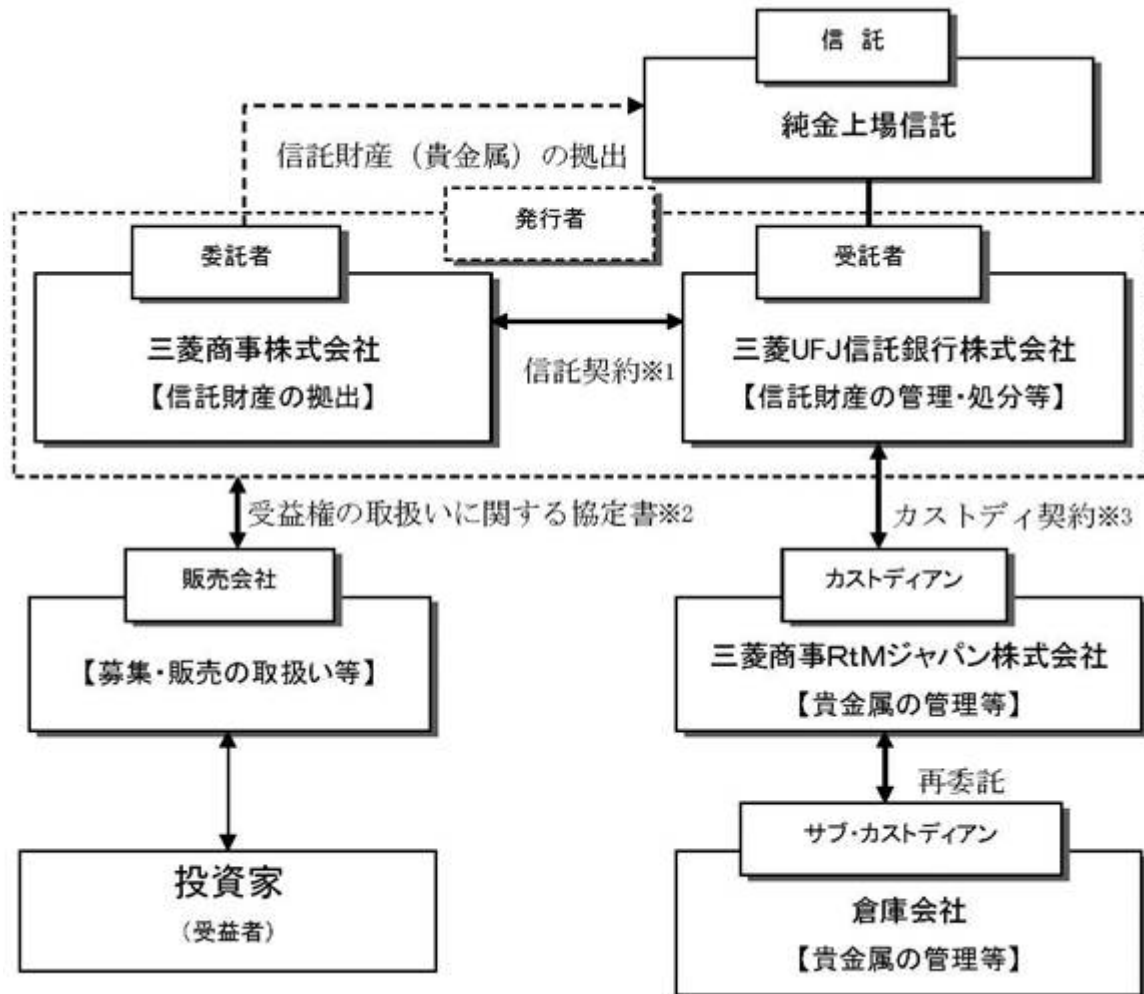 信 託
純金上場信託
信託財産（貴金属）の拠出
発行者
委託者
三菱商事株式会社
【信託財産の拠出】
信託契約※1
受託者
三菱UFJ信託銀行株式会社
【信託財産の管理・処分等】
受益権の取扱いに関する協定書※2
カストディ契約※3
販売会社
【募集・販売の取扱い等】
カストディアン
三菱商事RtMジャパン株式会社
【貴金属の管理等】
再委託
投資家
(受益者)
サブ・カストディアン
倉庫会社
【貴金属の管理等】